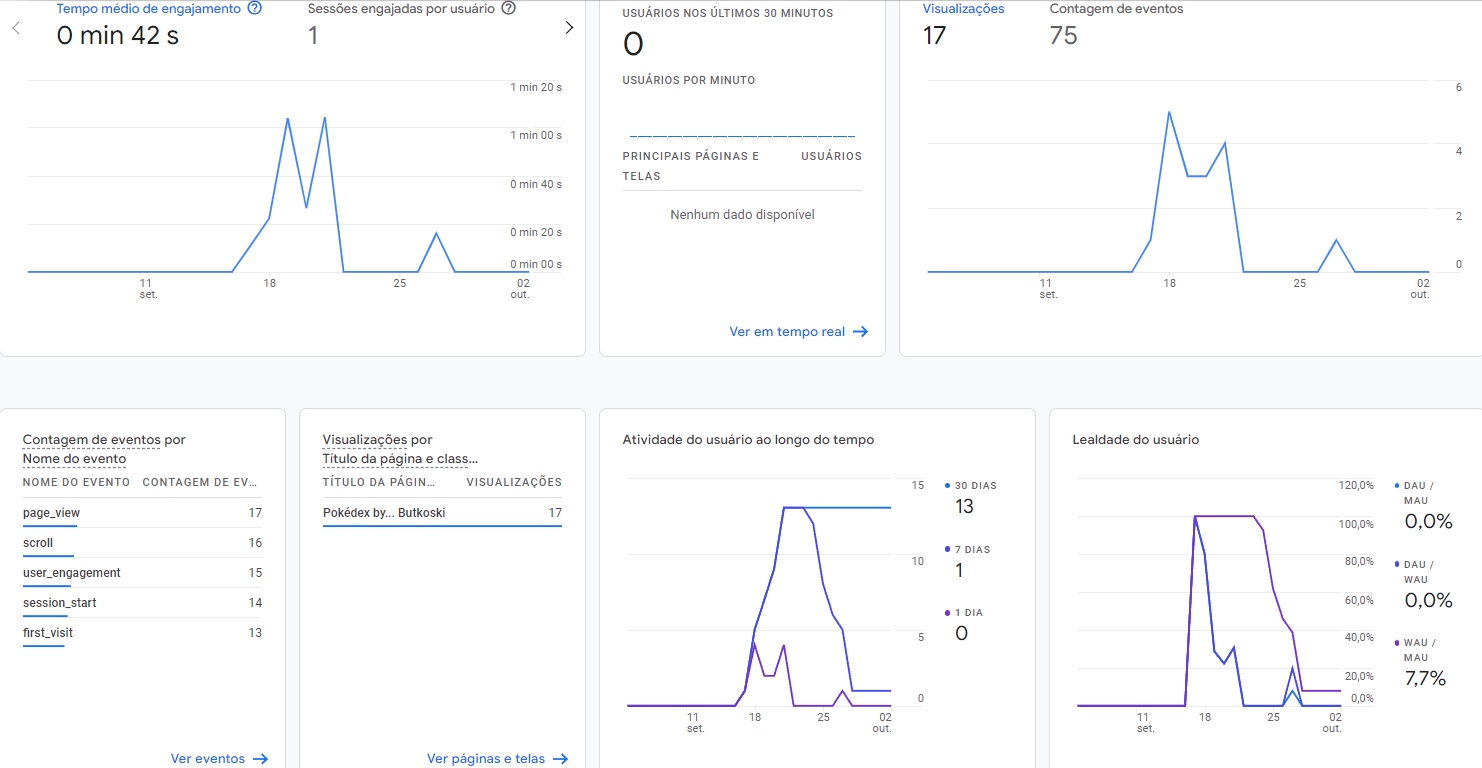 Tempo médio de engajamento
0 min 42 s
Sessões engajadas por usuário
1
1 min 20 s
1 min 00 s
0 min 40 s
0 min 20 s
0 min 00 s
11 set.
18
25
02 out.
USUÁRIOS NOS ÚLTIMOS 30 MINUTOS
0
USUÁRIOS POR MINUTO
PRINCIPAIS PÁGINAS E TELAS
USUÁRIOS
Nenhum dado disponível
Ver em tempo real
Visualizações
17
Contagem de eventos
75
6
4
2
0
11 set.
18
25
02 out.
Contagem de eventos por
Nome do evento
NOME DO EVENTO CONTAGEM DE EV...
page_view 17
scroll 16
user_engagement 15
session_start 14
first_visit 13
Ver eventos
Visualizações por
Título da página e class...
TÍTULO DA PÁGIN... VISUALIZAÇÕES
Pokédex by... Butkoski 17
Ver páginas e telas
Atividade do usuário ao longo do tempo
15
10
5
0
11 set.
18
25
02 out.
30 DIAS
13
7 DIAS
1
1 DIA
0
Lealdade do usuário
120,0%
100,0%
80,0%
60,0%
40,0%
20,0%
0,0%
11 set.
18
25
02 out.
DAU / MAU
0,0%
DAU / WAU
0,0%
WAU / MAU
7,7%